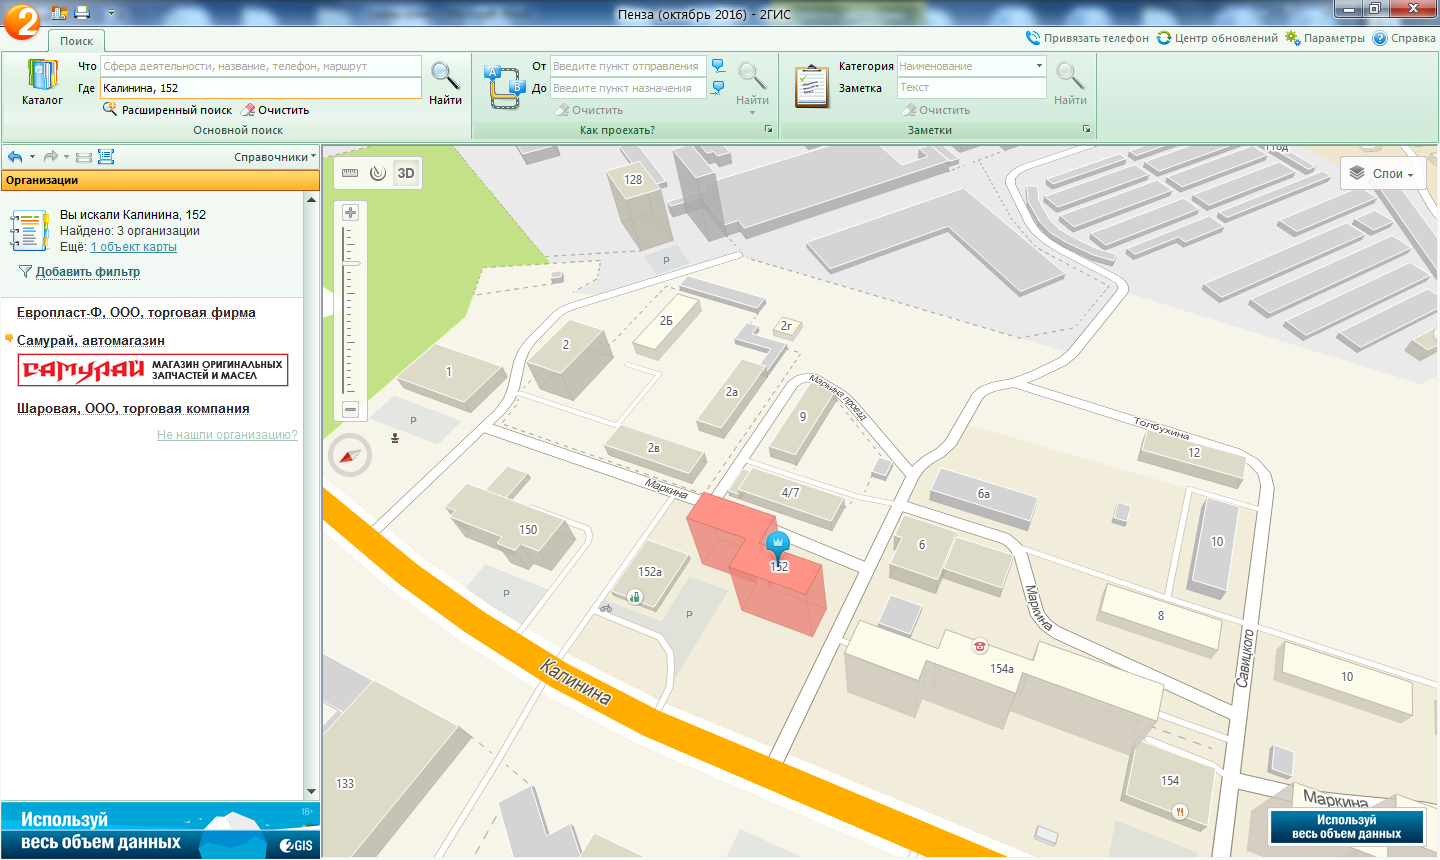 Пенза (октябрь 2016) - 2ГИС
Поиск
Привязать телефон
Центр обновлений
Параметры
Справка
Каталог
Что
Сфера деятельности, название, телефон, маршрут
Где
Калинина, 152
Расширенный поиск
Очистить
Найти
Основной поиск
От
Введите пункт отправления
До
Введите пункт назначения
Очистить
Найти
Как проехать?
Категория
Наименование
Заметка
Текст
Очистить
Найти
Заметки
Справочники
Организации
Вы искали Калинина, 152
Найдено: 3 организации
Ещё: 1 объект карты
Добавить фильтр
Европласт-Ф, ООО, торговая фирма
Самурай, автомагазин
САМУРАЙ
МАГАЗИН ОРИГИНАЛЬНЫХ
ЗАПЧАСТЕЙ И МАСЕЛ
Шаровая, ООО, торговая компания
Не нашли организацию?
18+
Используй
весь объем данных
2GIS
3D
Слои
128
P
2Б
2г
2
1
2а
Маркина проезд
9
P
2в
Толбухина
12
Маркина
4/7
6а
150
10
6
152а
152
P
P
Маркина
8
Савицкого
154а
10
Калинина
133
154
Маркина
Используй
весь объем данных